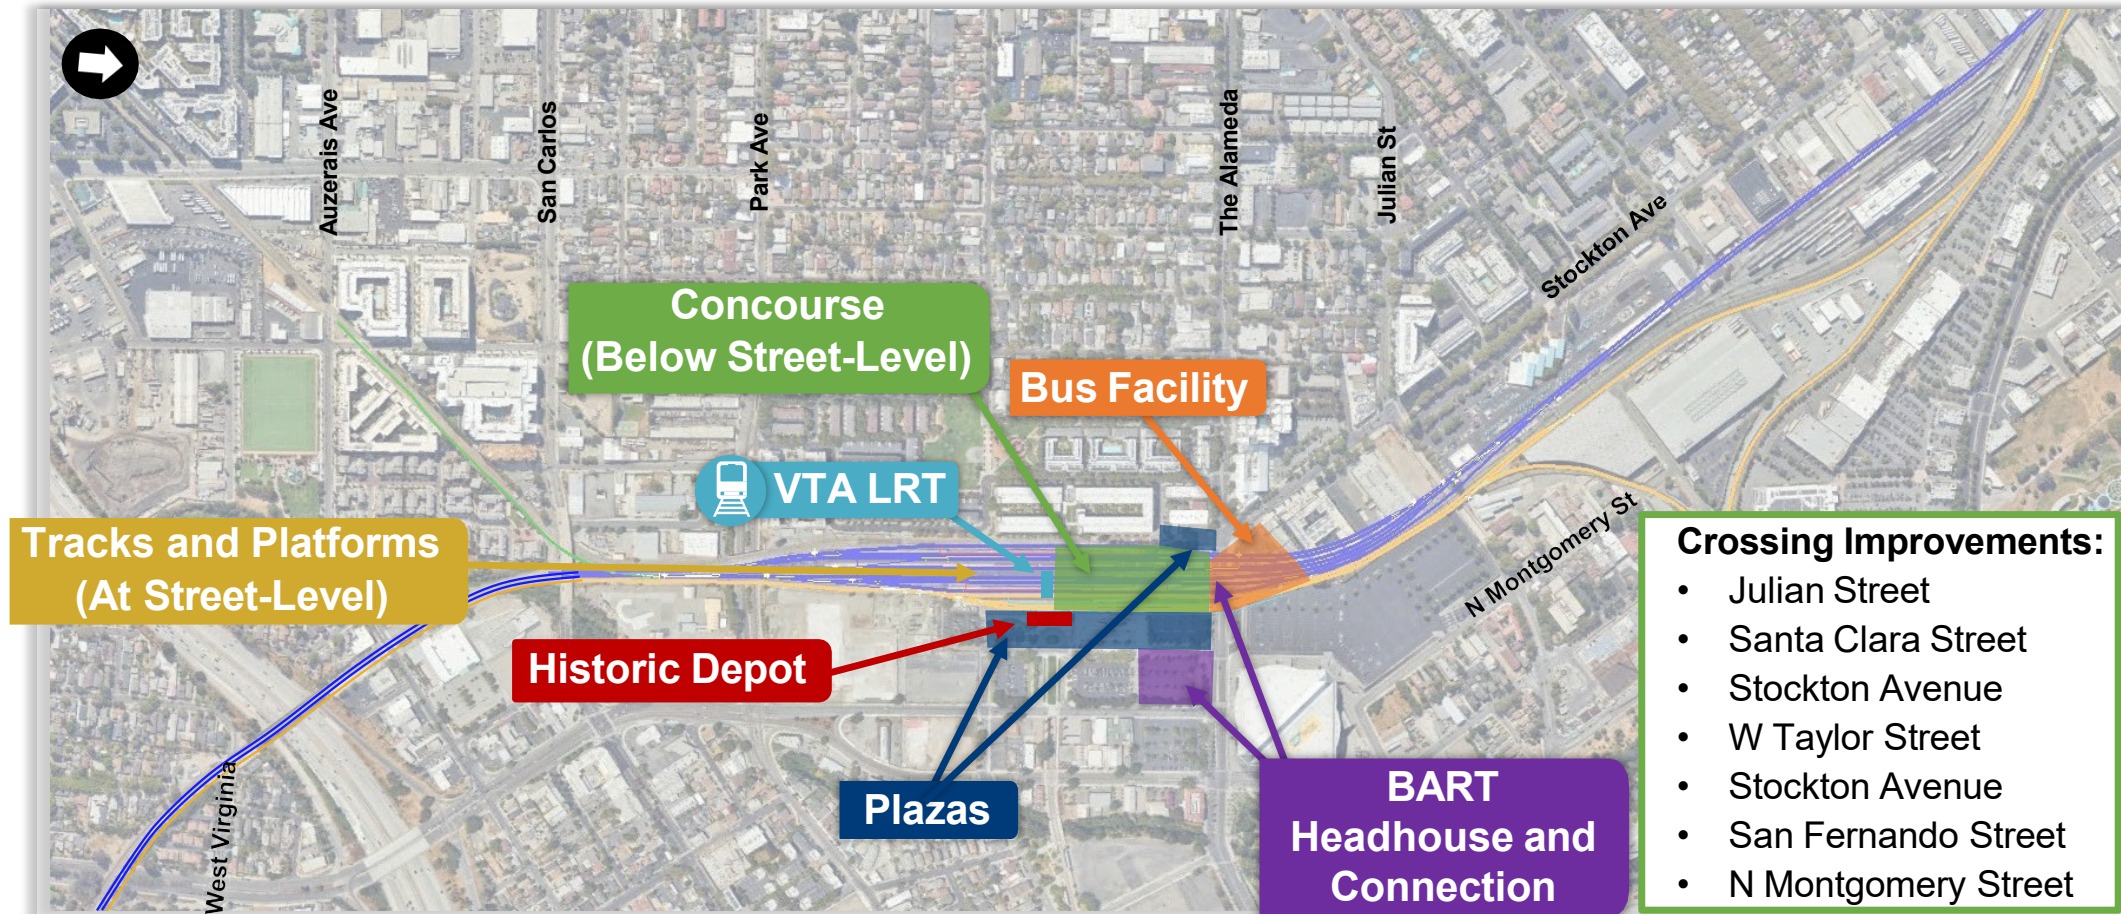 Auzerais Ave
San Carlos
Park Ave
The Alameda
Julian St
Stockton Ave
Concourse
(Below Street-Level)
Bus Facility
VTA LRT
Tracks and Platforms
(At Street-Level)
Historic Depot
N Montgomery St
Plazas
BART
Headhouse and
Connection
West Virginia
Crossing Improvements:
• Julian Street
• Santa Clara Street
• Stockton Avenue
• W Taylor Street
• Stockton Avenue
• San Fernando Street
• N Montgomery Street